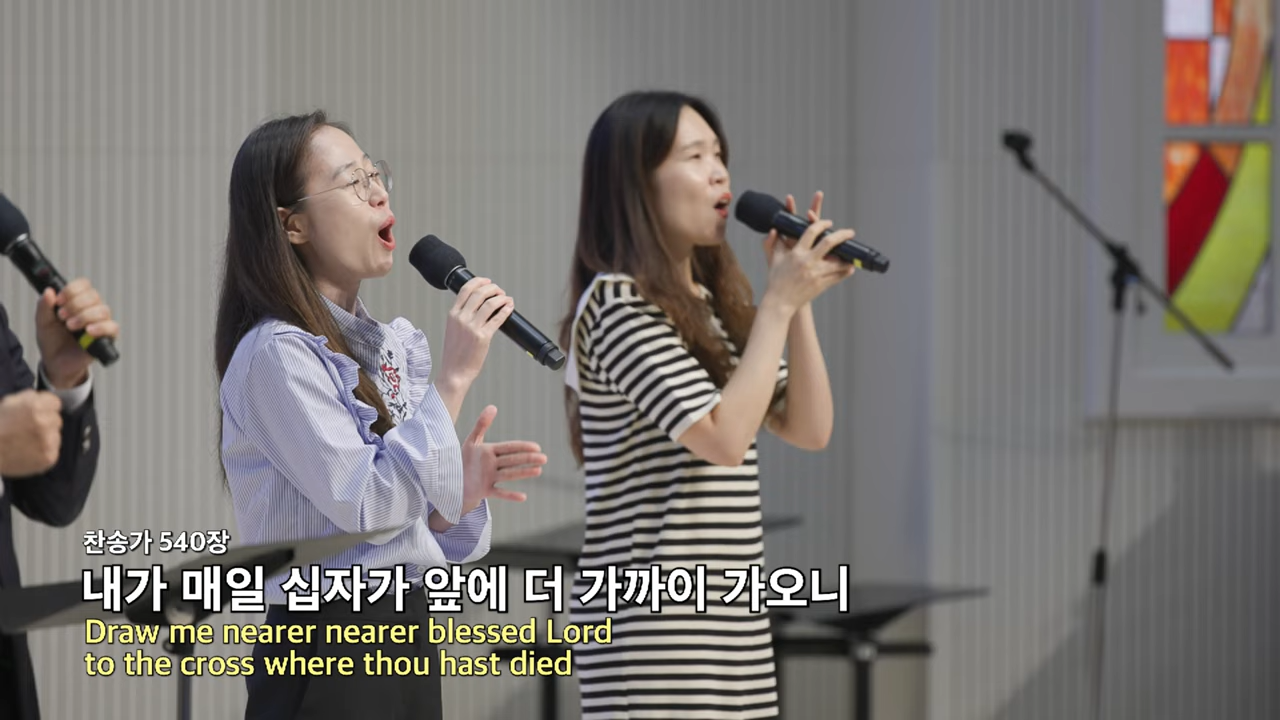 찬송가 540장
내가 매일 십자가 앞에 더 가까이 가오니
Draw me nearer nearer blessed Lord
to the cross where thou hast died